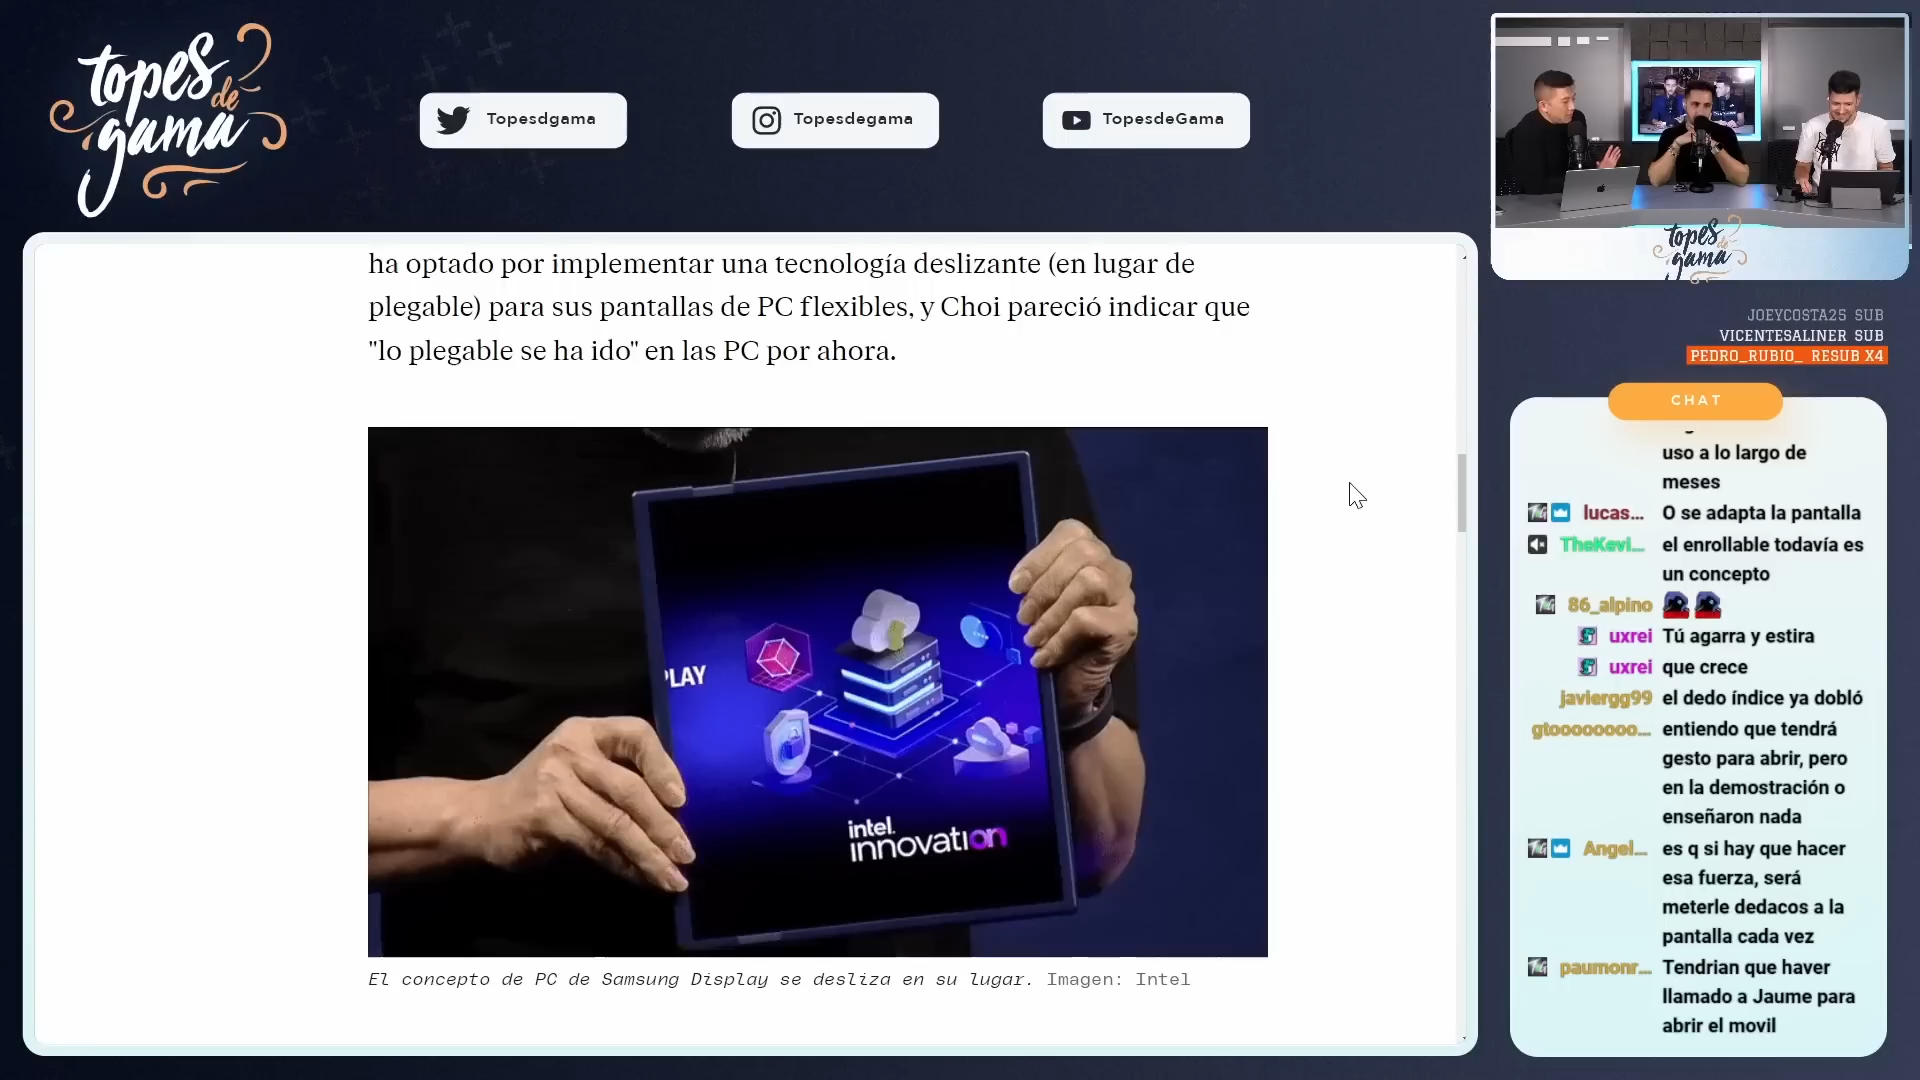 topes
de
gama
Topesdgama
Topesdegama
TopesdeGama
topes
de
gama
ha optado por implementar una tecnología deslizante (en lugar de
plegable) para sus pantallas de PC flexibles, y Choi pareció indicar que
"lo plegable se ha ido" en las PC por ahora.
PLAY
intel.
innovation
El concepto de PC de Samsung Display se desliza en su lugar. Imagen: Intel
JOEYCOSTA25 SUB
VICENTESALINER SUB
PEDRO_RUBIO_ RESUB X4
CHAT
uso a lo largo de
meses
lucas... O se adapta la pantalla
TheKevi... el enrollable todavía es
un concepto
86_alpino
uxrei Tú agarra y estira
uxrei que crece
javiergg99 el dedo índice ya dobló
gtoooooooo... entiendo que tendrá
gesto para abrir, pero
en la demostración o
enseñaron nada
Angel... es q si hay que hacer
esa fuerza, será
meterle dedacos a la
pantalla cada vez
paumonr... Tendrian que haver
llamado a Jaume para
abrir el movil